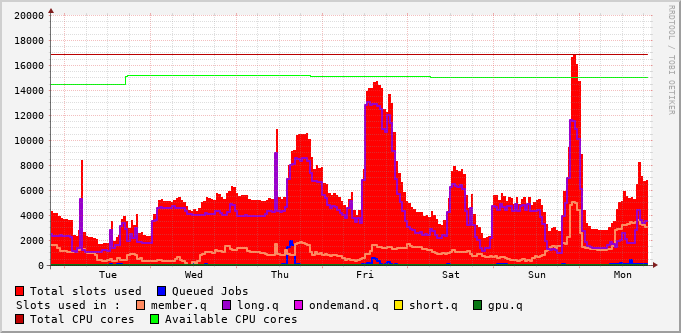 20000
18000
16000
14000
12000
10000
8000
6000
4000
2000
0
Tue Wed Thu Fri Sat Sun Mon
RRDTOOL / TOBI OETIKER
Total slots used Queued Jobs
Slots used in : member.q long.q ondemand.q short.q gpu.q
Total CPU cores Available CPU cores